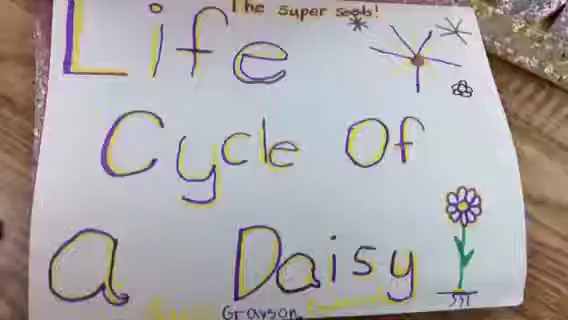 The super seeds!
Life
Cycle Of
a Daisy
Grayson